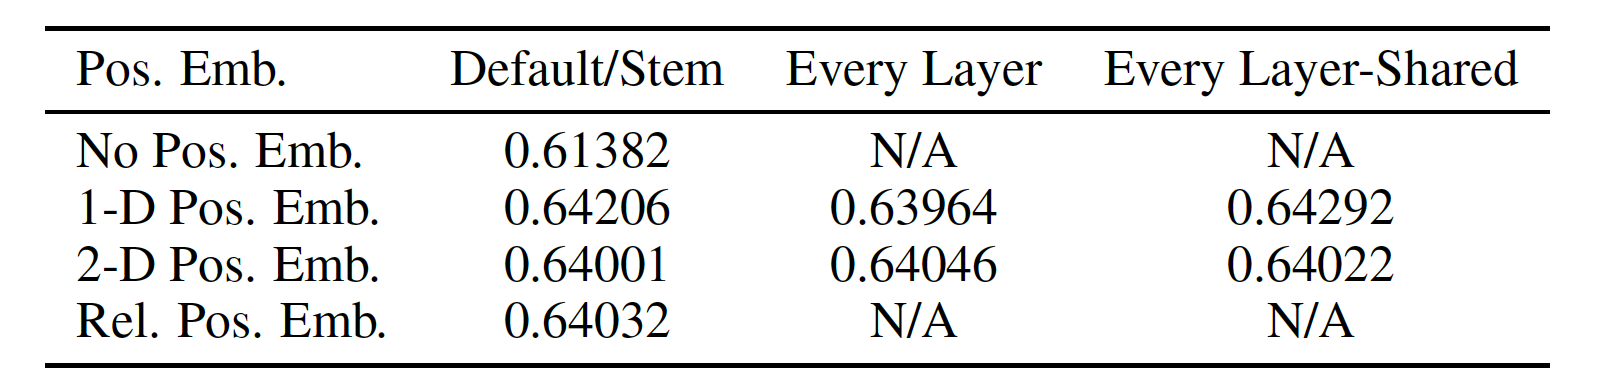 Pos. Emb. Default/Stem Every Layer Every Layer-Shared
No Pos. Emb. 0.61382 N/A N/A
1-D Pos. Emb. 0.64206 0.63964 0.64292
2-D Pos. Emb. 0.64001 0.64046 0.64022
Rel. Pos. Emb. 0.64032 N/A N/A